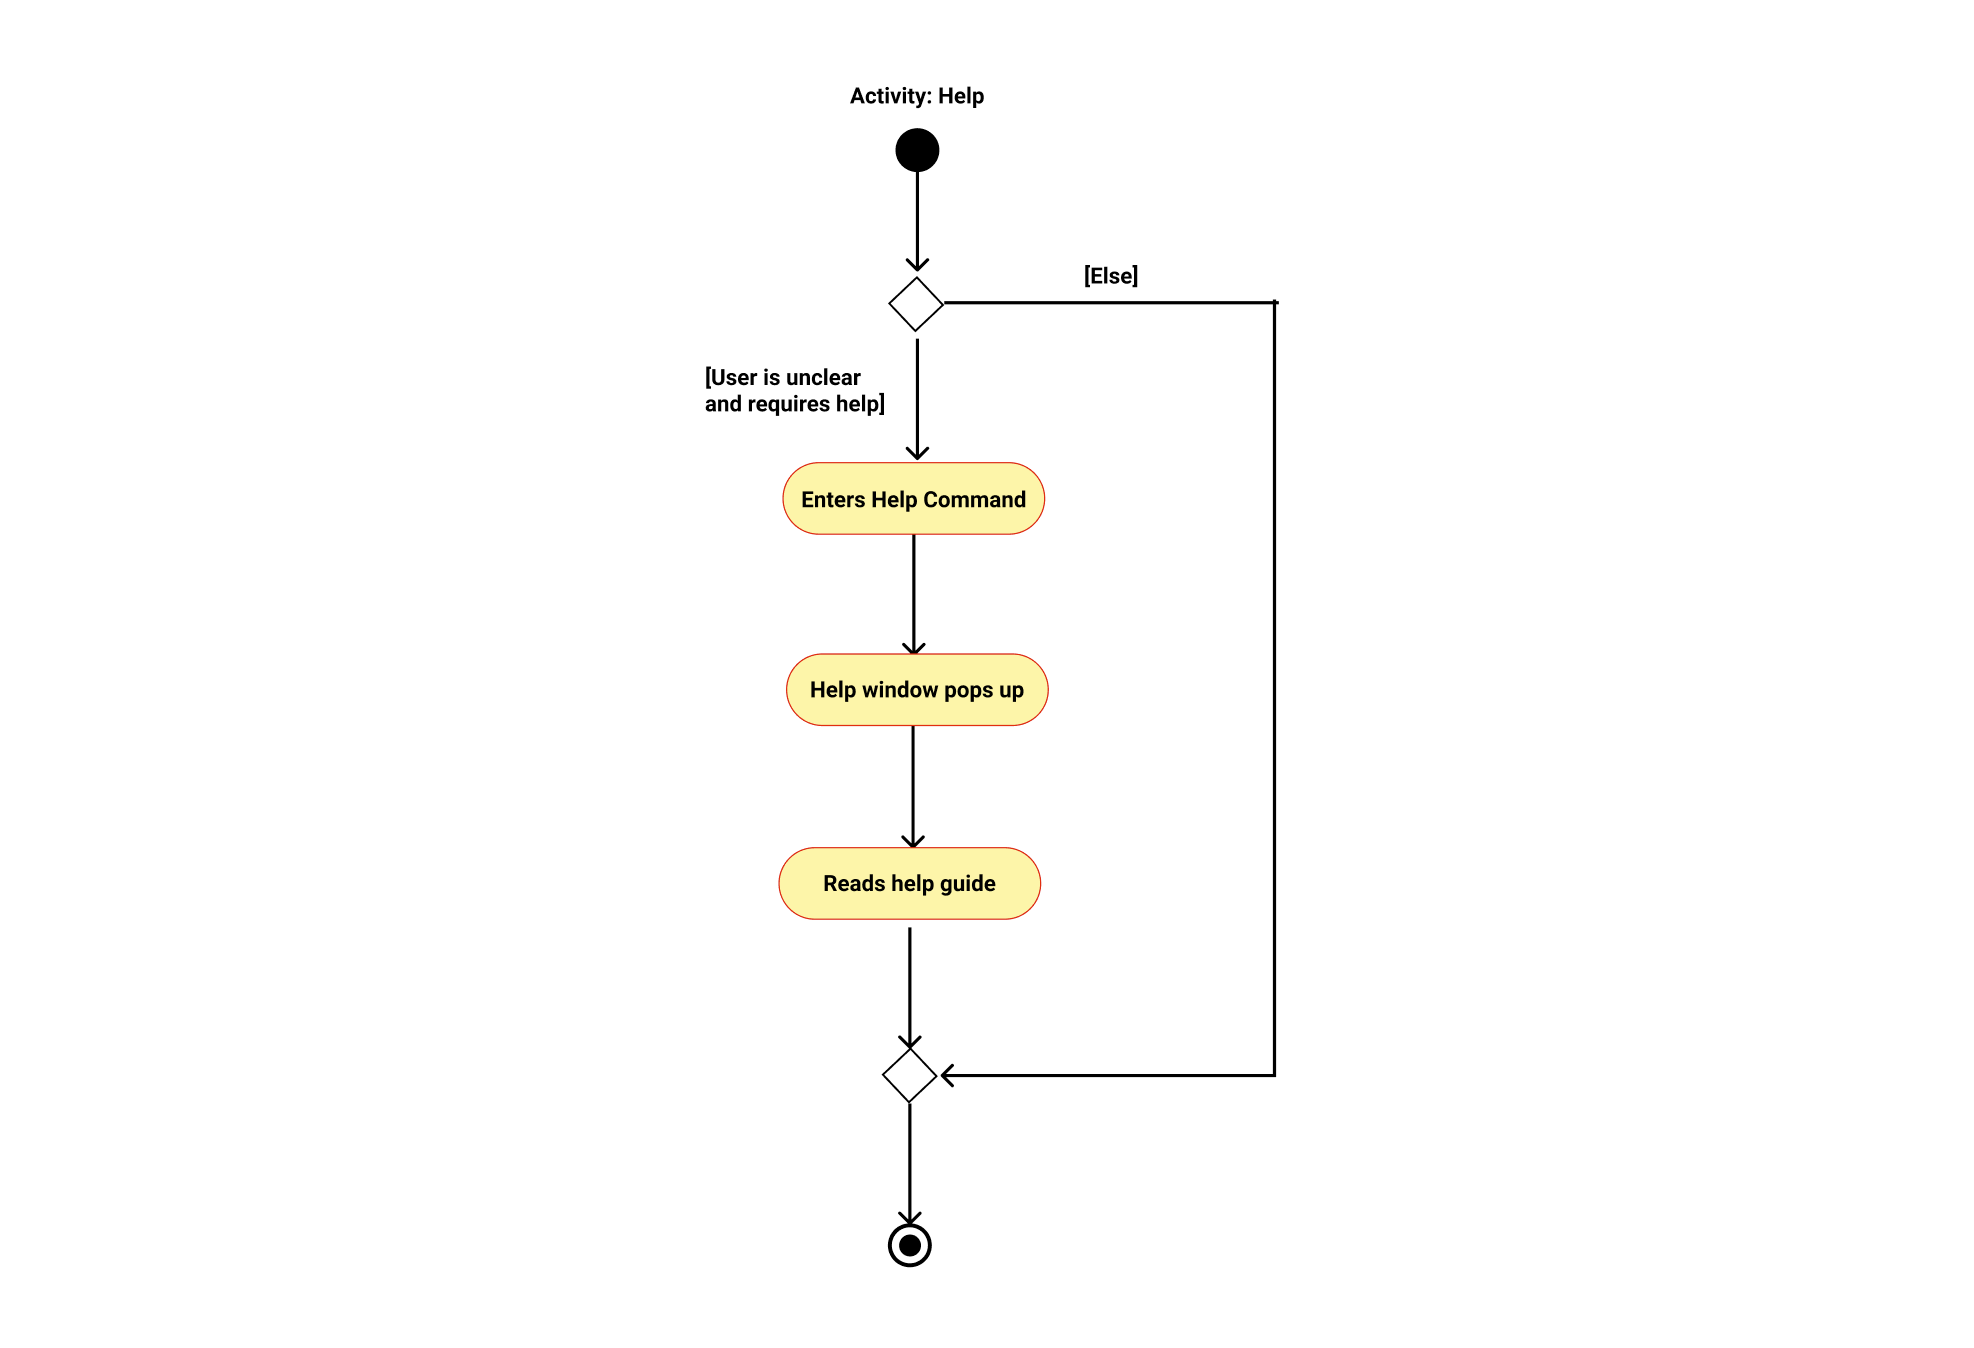 Activity: Help
[Else]
[User is unclear
and requires help]
Enters Help Command
Help window pops up
Reads help guide